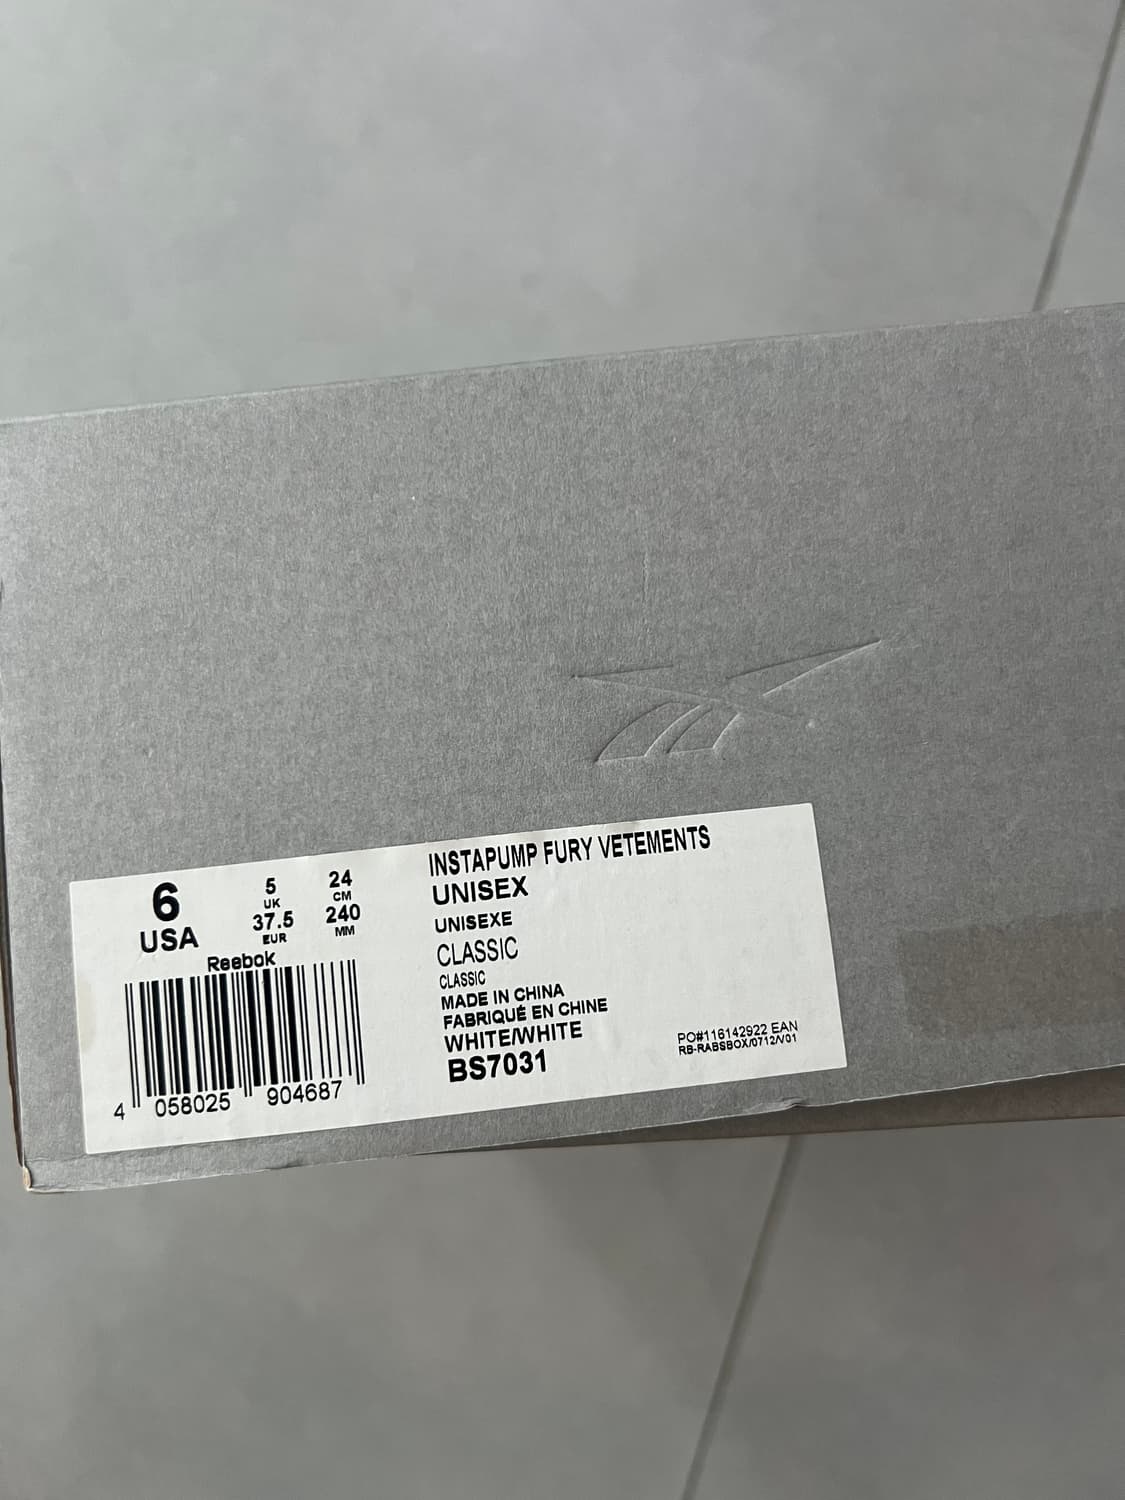 6
USA
5
UK
37.5
EUR
24
CM
240
MM
Reebok
4 058025 904687
INSTAPUMP FURY VETEMENTS
UNISEX
UNISEXE
CLASSIC
CLASSIC
MADE IN CHINA
FABRIQUÉ EN CHINE
WHITE/WHITE
BS7031
PO#116142922 EAN
RB-RABSBOX/0712/V01